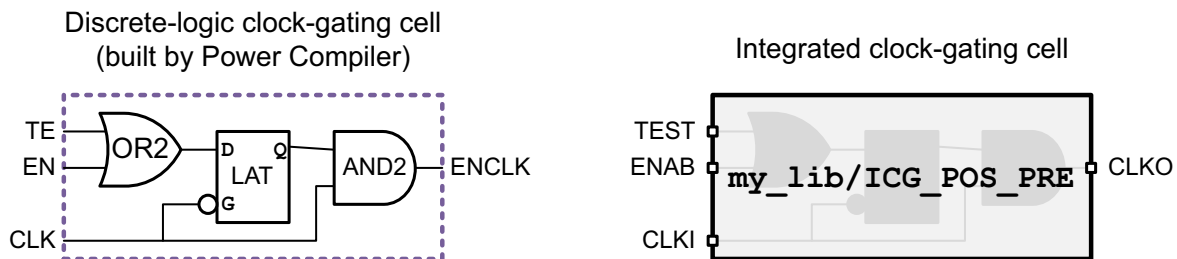 Discrete-logic clock-gating cell
(built by Power Compiler)
TE
EN
CLK
OR2
D
Q
LAT
G
AND2
ENCLK
Integrated clock-gating cell
TEST
ENAB
CLKI
my_lib/ICG_POS_PRE
CLKO